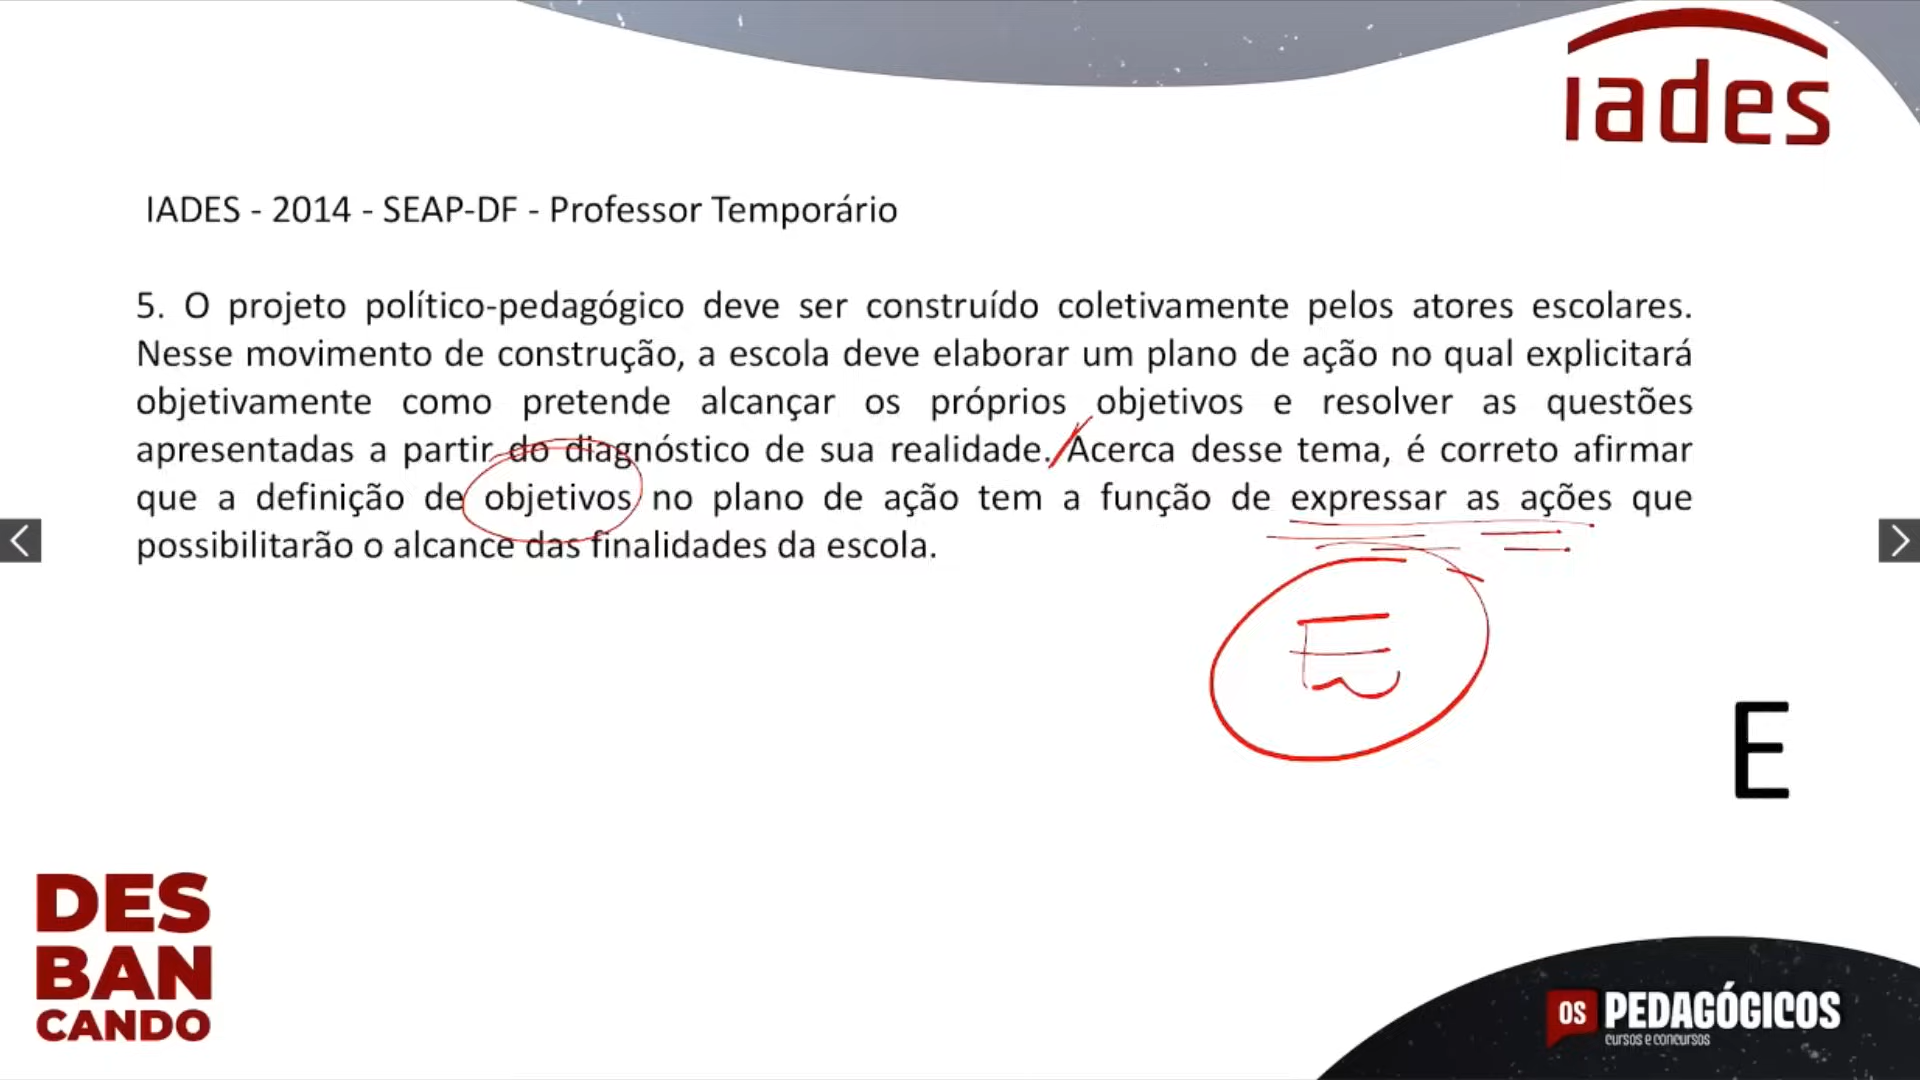 iades
IADES - 2014 - SEAP-DF - Professor Temporário
5. O projeto político-pedagógico deve ser construído coletivamente pelos atores escolares.
Nesse movimento de construção, a escola deve elaborar um plano de ação no qual explicitará
objetivamente como pretende alcançar os próprios objetivos e resolver as questões
apresentadas a partir do diagnóstico de sua realidade. Acerca desse tema, é correto afirmar
que a definição de objetivos no plano de ação tem a função de expressar as ações que
possibilitarão o alcance das finalidades da escola.
E
E
DES
BAN
CANDO
OS PEDAGÓGICOS
CURSOS E CONCURSOS